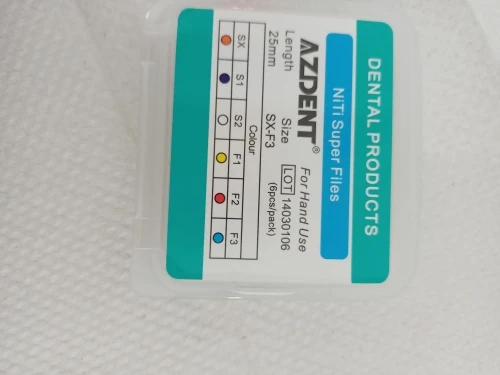 DENTAL PRODUCTS
NiTi Super Files
AZDENT® For Hand Use
Length Size LOT 14030106
25mm SX-F3 (6pcs/pack)
Colour
SX S1 S2 F1 F2 F3